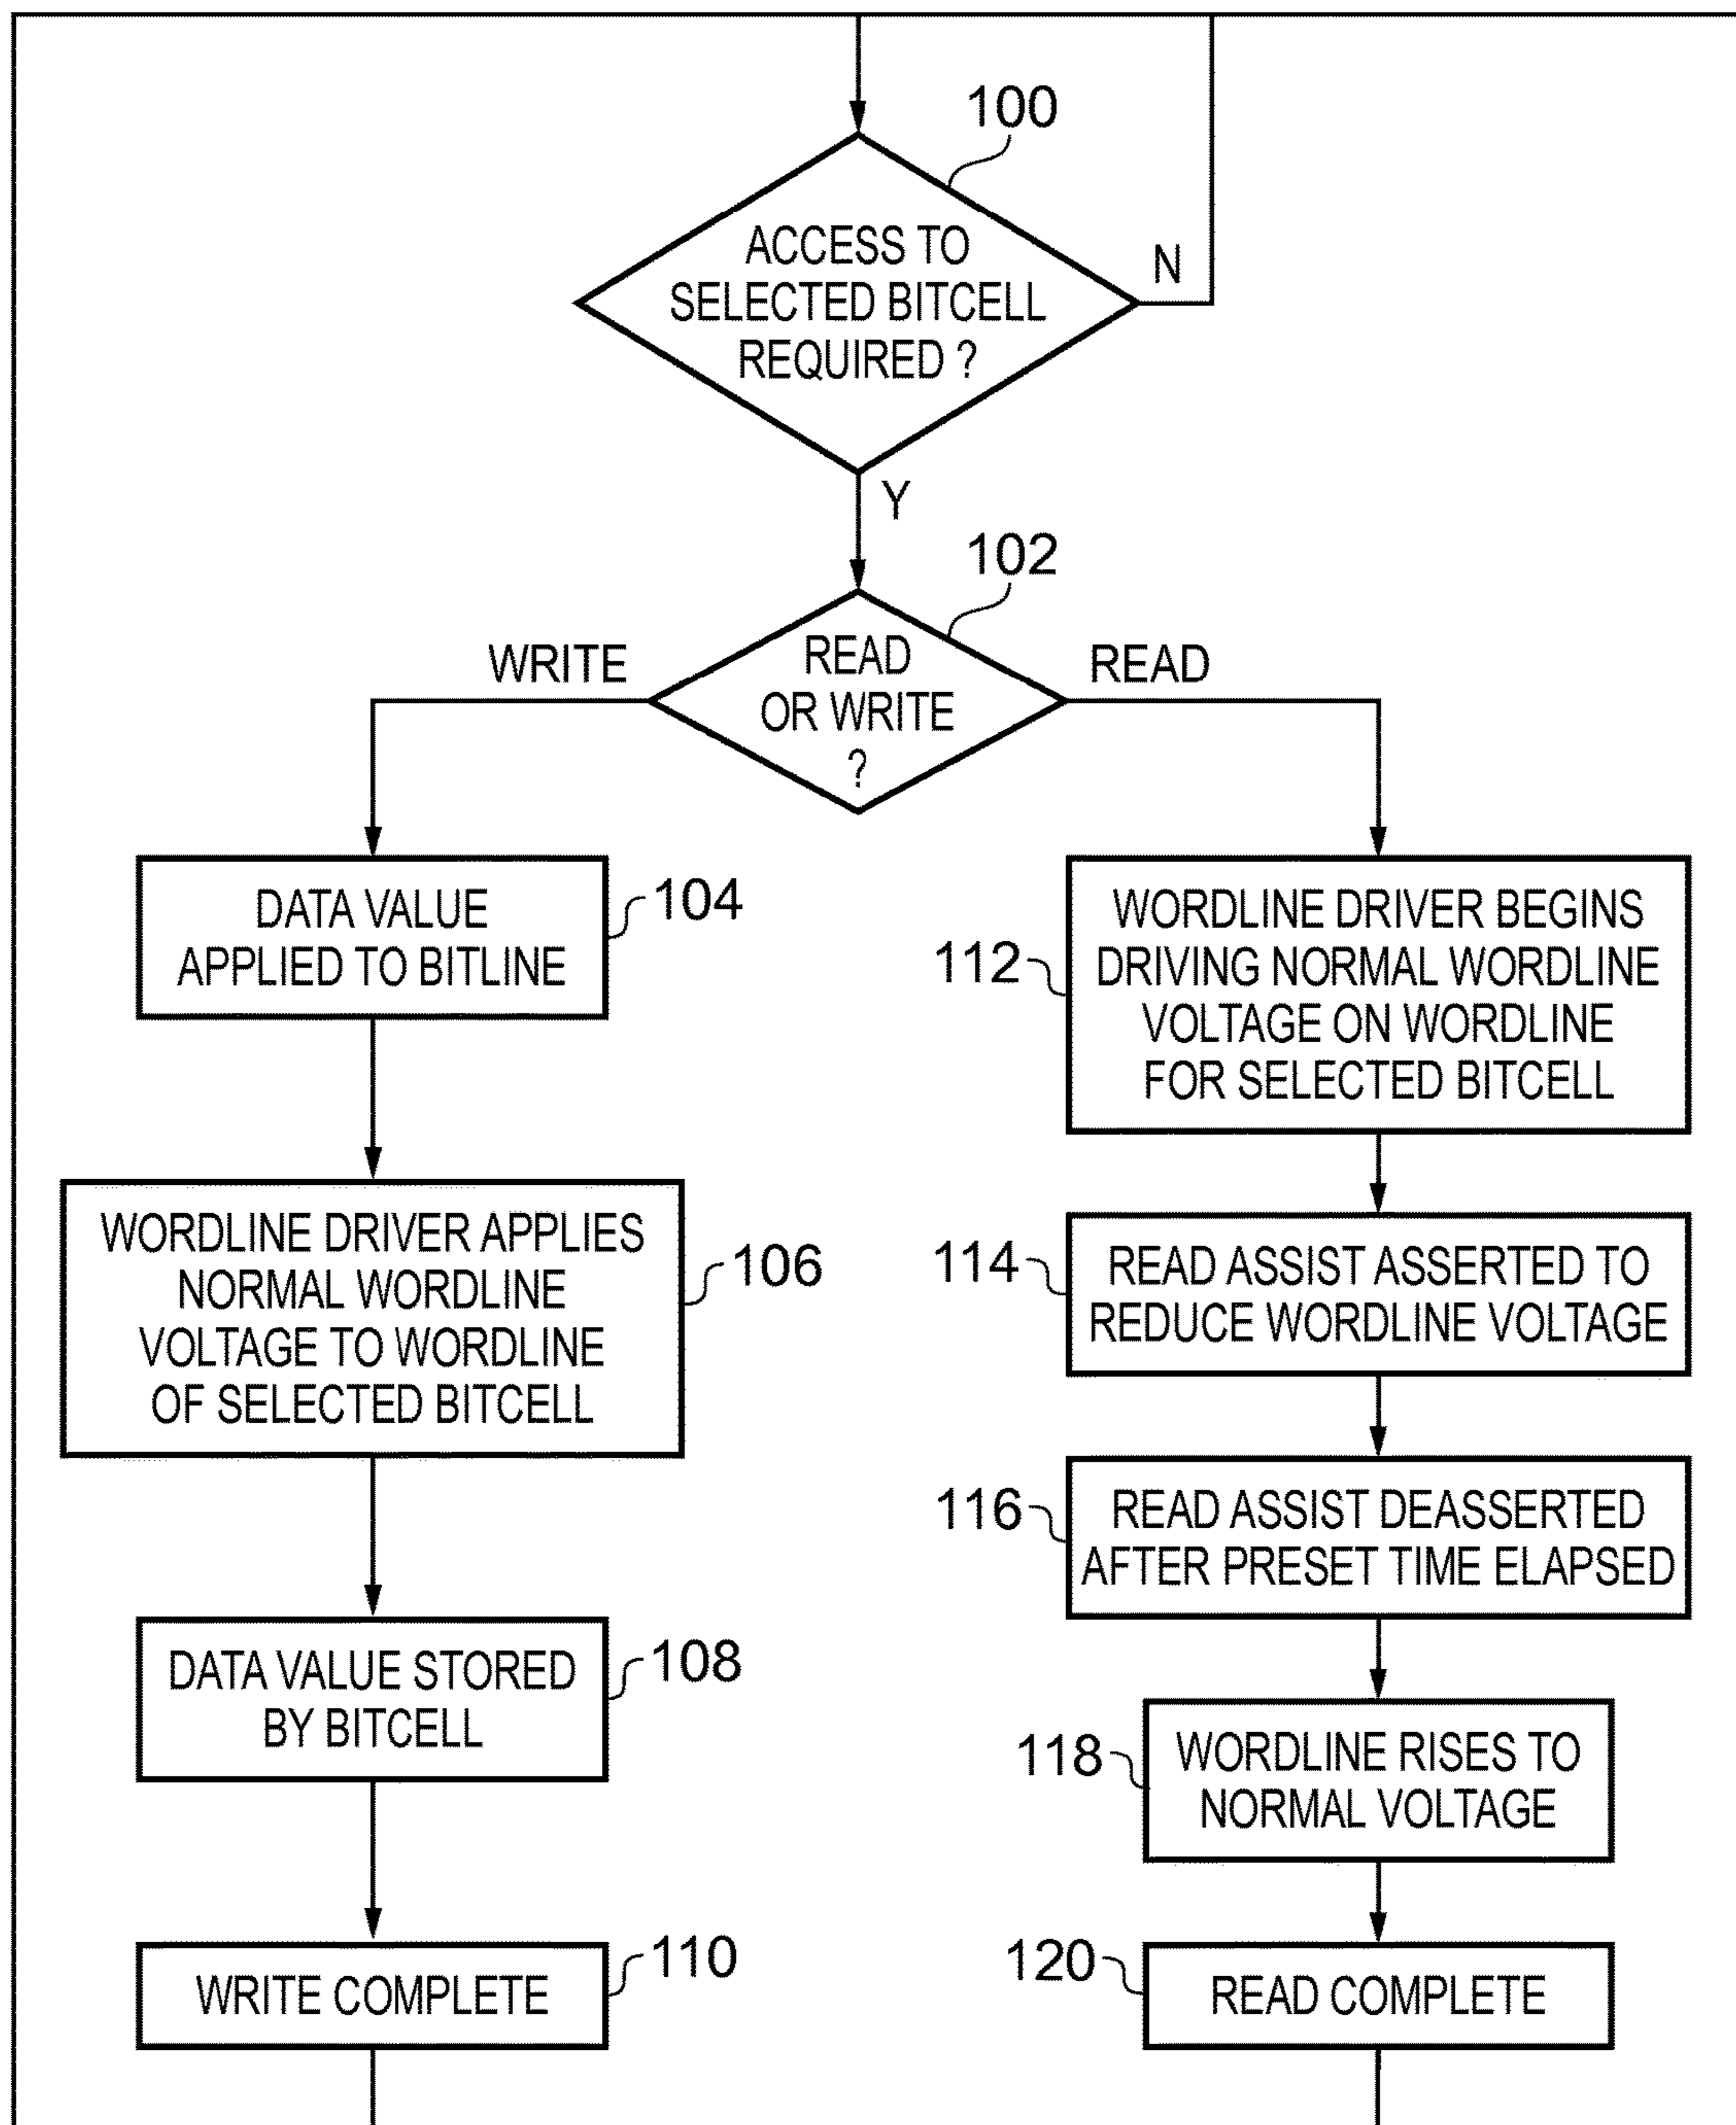 100
ACCESS TO
SELECTED BITCELL
REQUIRED ?
N
Y
102
READ
OR WRITE
?
WRITE
READ
DATA VALUE
APPLIED TO BITLINE
104
WORDLINE DRIVER APPLIES
NORMAL WORDLINE
VOLTAGE TO WORDLINE
OF SELECTED BITCELL
106
DATA VALUE STORED
BY BITCELL
108
WRITE COMPLETE
110
112
WORDLINE DRIVER BEGINS
DRIVING NORMAL WORDLINE
VOLTAGE ON WORDLINE
FOR SELECTED BITCELL
114
READ ASSIST ASSERTED TO
REDUCE WORDLINE VOLTAGE
116
READ ASSIST DEASSERTED
AFTER PRESET TIME ELAPSED
118
WORDLINE RISES TO
NORMAL VOLTAGE
120
READ COMPLETE